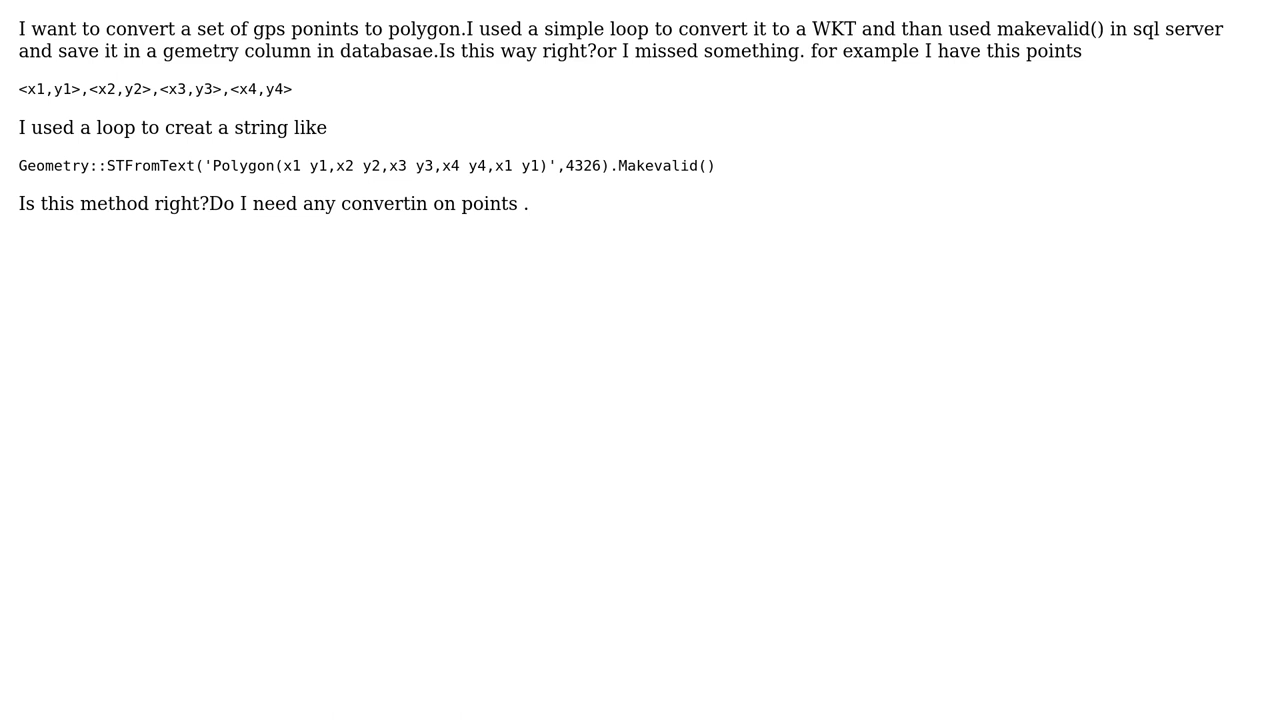 I want to convert a set of gps ponints to polygon.I used a simple loop to convert it to a WKT and than used makevalid() in sql server
and save it in a gemetry column in databasae.Is this way right?or I missed something. for example I have this points
<x1,y1>,<x2,y2>,<x3,y3>,<x4,y4>
I used a loop to creat a string like
Geometry::STFromText('Polygon(x1 y1,x2 y2,x3 y3,x4 y4,x1 y1)',4326).Makevalid()
Is this method right?Do I need any convertin on points .